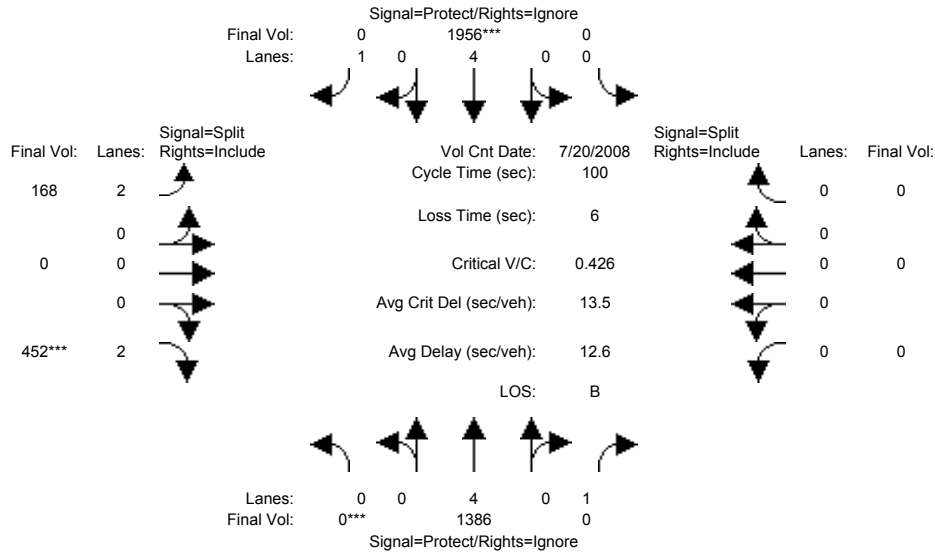 Signal=Protect/Rights=Ignore
Final Vol: 0 1956*** 0
Lanes: 1 0 4 0 0
Signal=Split Signal=Split
Final Vol: Lanes: Rights=Include Vol Cnt Date: 7/20/2008 Rights=Include Lanes: Final Vol:
Cycle Time (sec): 100
168 2 0 0
Loss Time (sec): 6
0 0
0 0 Critical V/C: 0.426 0 0
0 Avg Crit Del (sec/veh): 13.5 0
452*** 2 Avg Delay (sec/veh): 12.6 0 0
LOS: B
Lanes: 0 0 4 0 1
Final Vol: 0*** 1386 0
Signal=Protect/Rights=Ignore